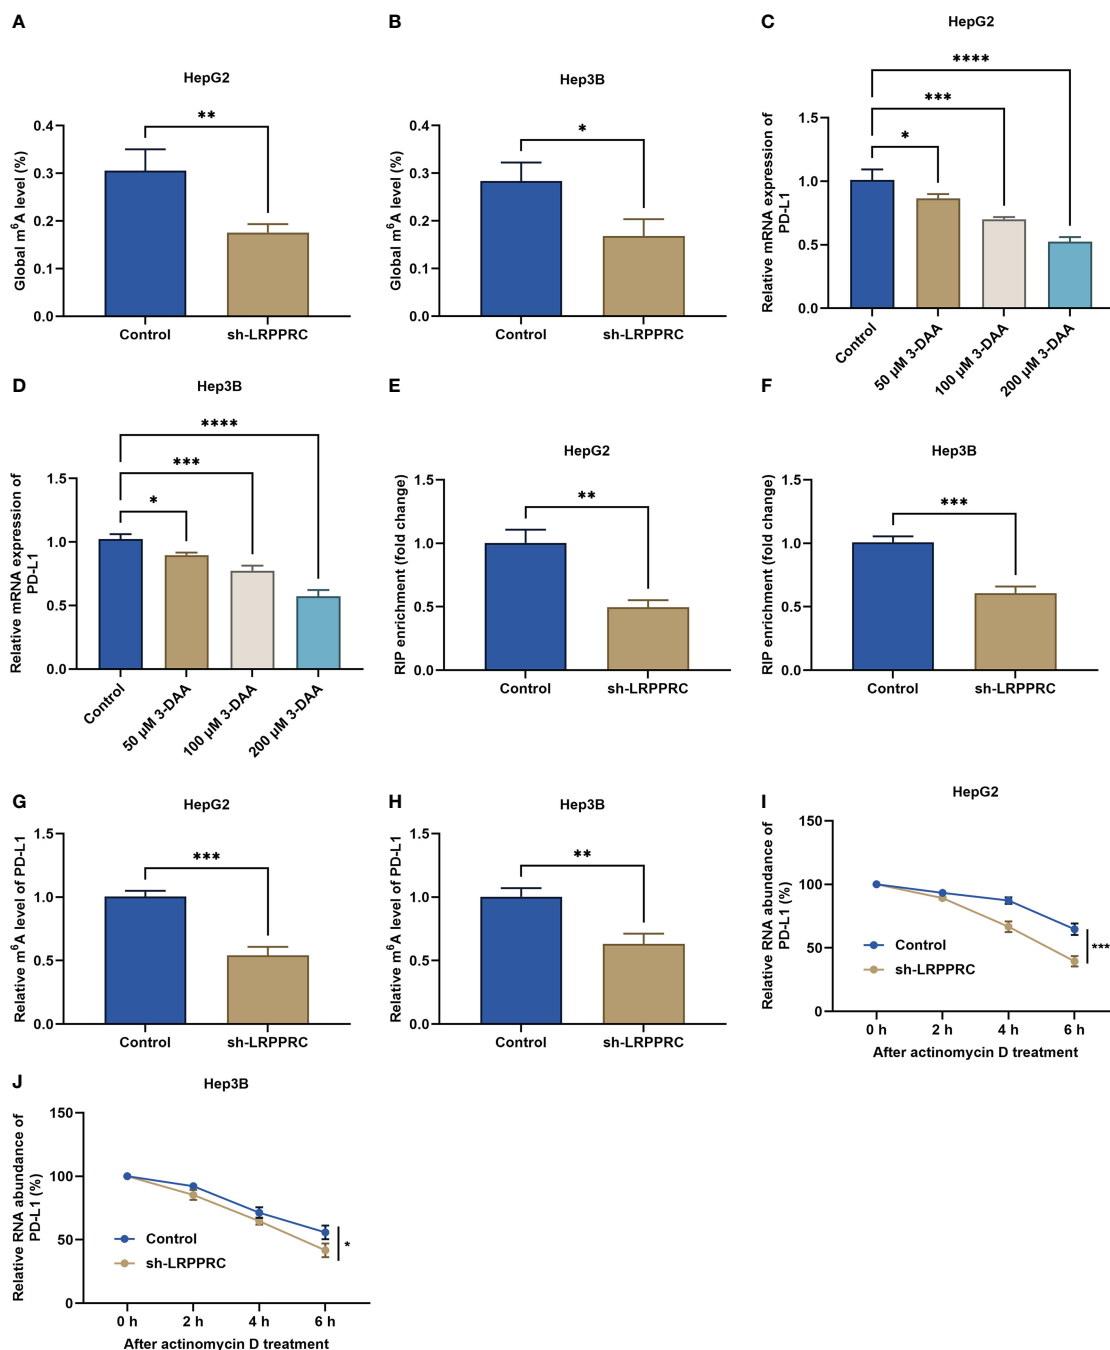 A
HepG2
**
Global m⁶A level (%)
0.4
0.3
0.2
0.1
0.0
Control
sh-LRPPRC
B
Hep3B
*
Global m⁶A level (%)
0.4
0.3
0.2
0.1
0.0
Control
sh-LRPPRC
C
HepG2
****
***
*
Relative mRNA expression of
PD-L1
1.5
1.0
0.5
0.0
Control
50 µM 3-DAA
100 µM 3-DAA
200 µM 3-DAA
D
Hep3B
****
***
*
Relative mRNA expression of
PD-L1
1.5
1.0
0.5
0.0
Control
50 µM 3-DAA
100 µM 3-DAA
200 µM 3-DAA
E
HepG2
**
RIP enrichment (fold change)
1.5
1.0
0.5
0.0
Control
sh-LRPPRC
F
Hep3B
***
RIP enrichment (fold change)
1.5
1.0
0.5
0.0
Control
sh-LRPPRC
G
HepG2
***
Relative m⁶A level of PD-L1
1.5
1.0
0.5
0.0
Control
sh-LRPPRC
H
Hep3B
**
Relative m⁶A level of PD-L1
1.5
1.0
0.5
0.0
Control
sh-LRPPRC
I
HepG2
Relative RNA abundance of
PD-L1 (%)
150
100
50
0
Control
sh-LRPPRC
***
0 h
2 h
4 h
6 h
After actinomycin D treatment
J
Hep3B
Relative RNA abundance of
PD-L1 (%)
150
100
50
0
Control
sh-LRPPRC
*
0 h
2 h
4 h
6 h
After actinomycin D treatment